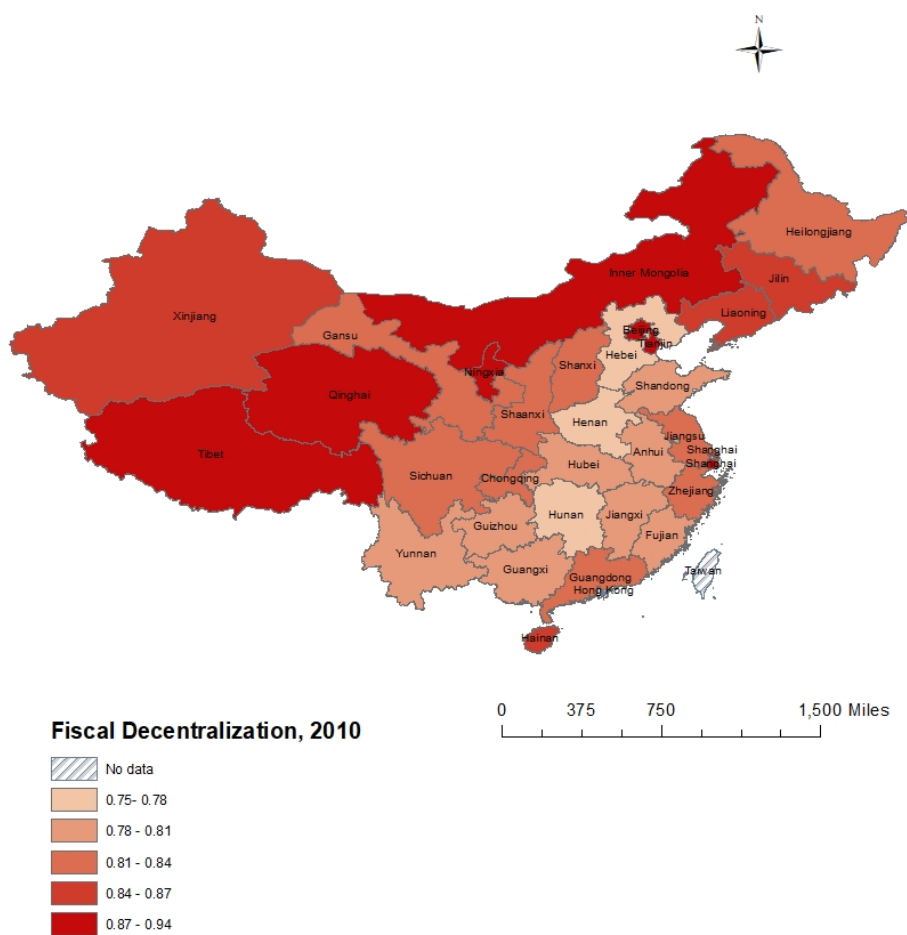 N
Heilongjiang
Inner Mongolia
Jilin
Xinjiang
Liaoning
Gansu
Beijing
Tianjin
Hebei
Ningxia
Shanxi
Shandong
Qinghai
Shaanxi
Henan
Jiangsu
Shanghai
Tibet
Anhui
Shanghai
Hubei
Sichuan
Chongqing
Zhejiang
Hunan
Jiangxi
Guizhou
Fujian
Yunnan
Guangxi
Guangdong
Taiwan
Hong Kong
Hainan
0 375 750 1,500 Miles
Fiscal Decentralization, 2010
No data
0.75- 0.78
0.78 - 0.81
0.81 - 0.84
0.84 - 0.87
0.87 - 0.94